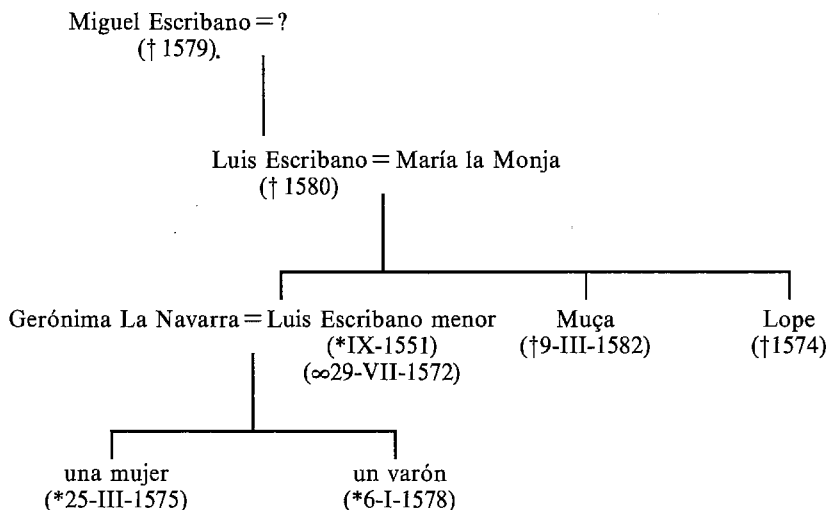 Miguel Escribano = ?
(† 1579).
Luis Escribano = María la Monja
(† 1580)
Gerónima La Navarra = Luis Escribano menor Muça Lope
(*IX-1551) (†9-III-1582) (†1574)
(∞29-VII-1572)
una mujer un varón
(*25-III-1575) (*6-I-1578)